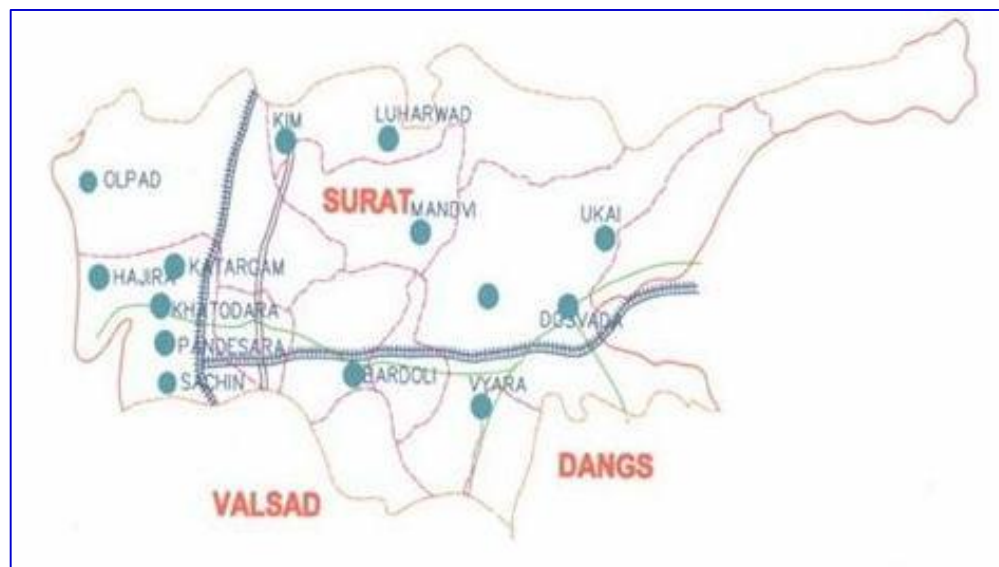 KIM
LUHARWAD
OLPAD
SURAT
MANDVI
UKAI
KATARGAM
HAJIRA
KHATODARA
DOSVADA
PANDESARA
SACHIN
BARDOLI
VYARA
DANGS
VALSAD